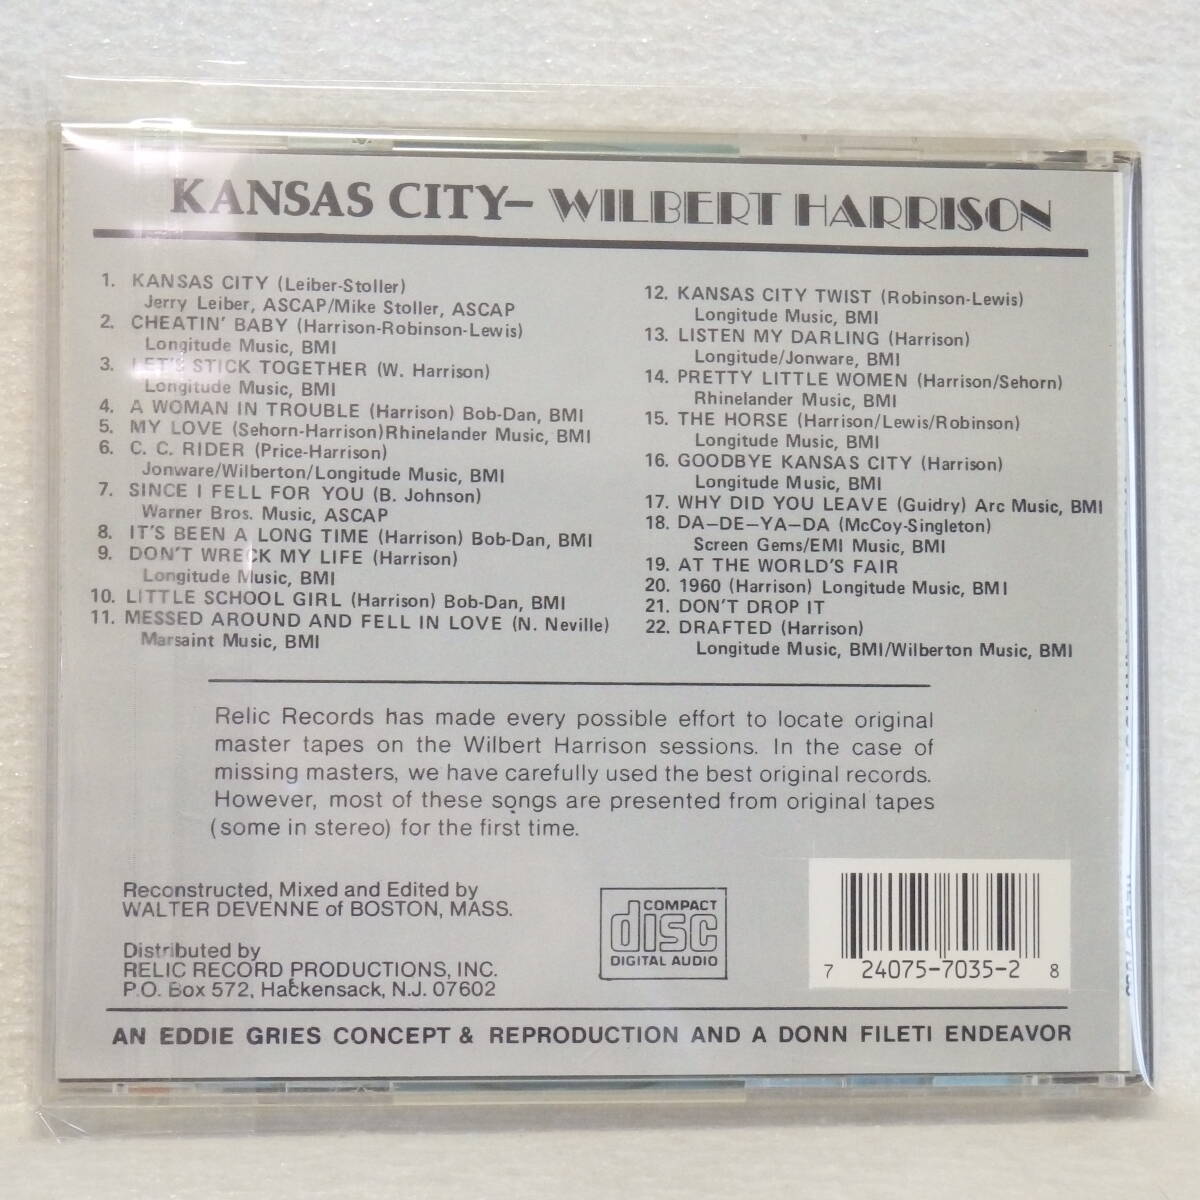 KANSAS CITY– WILBERT HARRISON
1. KANSAS CITY (Leiber-Stoller)
Jerry Leiber, ASCAP/Mike Stoller, ASCAP
2. CHEATIN' BABY (Harrison-Robinson-Lewis)
Longitude Music, BMI
3. LET'S STICK TOGETHER (W. Harrison)
Longitude Music, BMI
4. A WOMAN IN TROUBLE (Harrison) Bob-Dan, BMI
5. MY LOVE (Sehorn-Harrison)Rhinelander Music, BMI
6. C. C. RIDER (Price-Harrison)
Jonware/Wilberton/Longitude Music, BMI
7. SINCE I FELL FOR YOU (B. Johnson)
Warner Bros. Music, ASCAP
8. IT'S BEEN A LONG TIME (Harrison) Bob-Dan, BMI
9. DON'T WRECK MY LIFE (Harrison)
Longitude Music, BMI
10. LITTLE SCHOOL GIRL (Harrison) Bob-Dan, BMI
11. MESSED AROUND AND FELL IN LOVE (N. Neville)
Marsaint Music, BMI
12. KANSAS CITY TWIST (Robinson-Lewis)
Longitude Music, BMI
13. LISTEN MY DARLING (Harrison)
Longitude/Jonware, BMI
14. PRETTY LITTLE WOMEN (Harrison/Sehorn)
Rhinelander Music, BMI
15. THE HORSE (Harrison/Lewis/Robinson)
Longitude Music, BMI
16. GOODBYE KANSAS CITY (Harrison)
Longitude Music, BMI
17. WHY DID YOU LEAVE (Guidry) Arc Music, BMI
18. DA–DE–YA–DA (McCoy-Singleton)
Screen Gems/EMI Music, BMI
19. AT THE WORLD'S FAIR
20. 1960 (Harrison) Longitude Music, BMI
21. DON'T DROP IT
22. DRAFTED (Harrison)
Longitude Music, BMI/Wilberton Music, BMI
Relic Records has made every possible effort to locate original
master tapes on the Wilbert Harrison sessions. In the case of
missing masters, we have carefully used the best original records.
However, most of these songs are presented from original tapes
(some in stereo) for the first time.
Reconstructed, Mixed and Edited by
WALTER DEVENNE of BOSTON, MASS.
Distributed by
RELIC RECORD PRODUCTIONS, INC.
P.O. Box 572, Hackensack, N.J. 07602
COMPACT
disc
DIGITAL AUDIO
7 24075-7035-2 8
AN EDDIE GRIES CONCEPT & REPRODUCTION AND A DONN FILETI ENDEAVOR